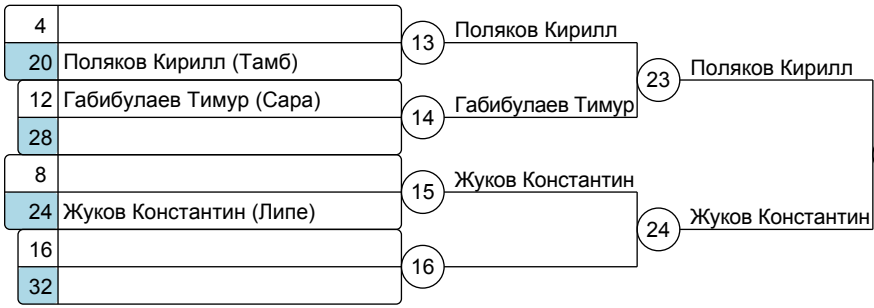 4
20 Поляков Кирилл (Тамб)
13
Поляков Кирилл
12 Габибулаев Тимур (Сара)
28
14
Габибулаев Тимур
23
Поляков Кирилл
8
24 Жуков Константин (Липе)
15
Жуков Константин
16
32
16
24
Жуков Константин